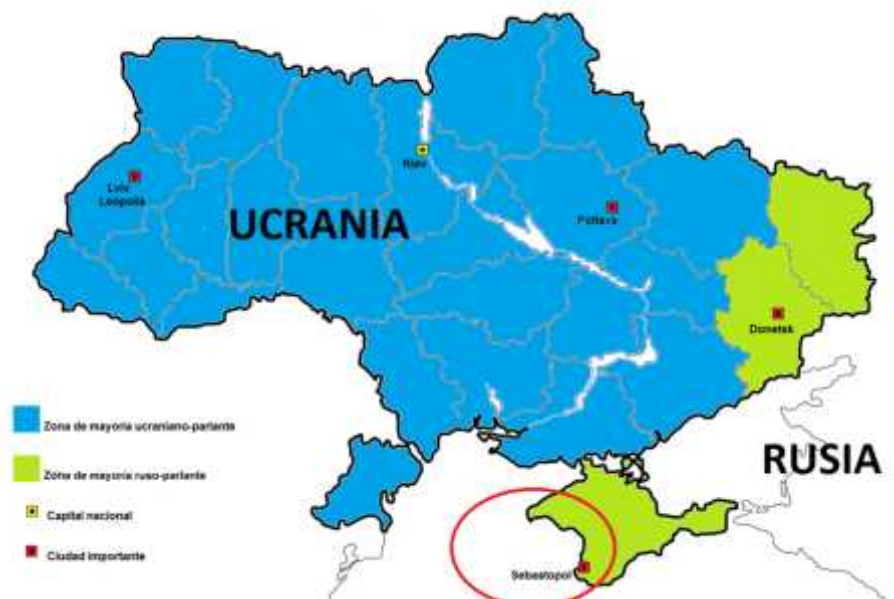 Kiev
Lviv
Leópolis
Poltava
UCRANIA
Donetsk
Zona de mayoría ucraniano-parlante
Zona de mayoría ruso-parlante
RUSIA
Capital nacional
Ciudad importante
Sebastopol